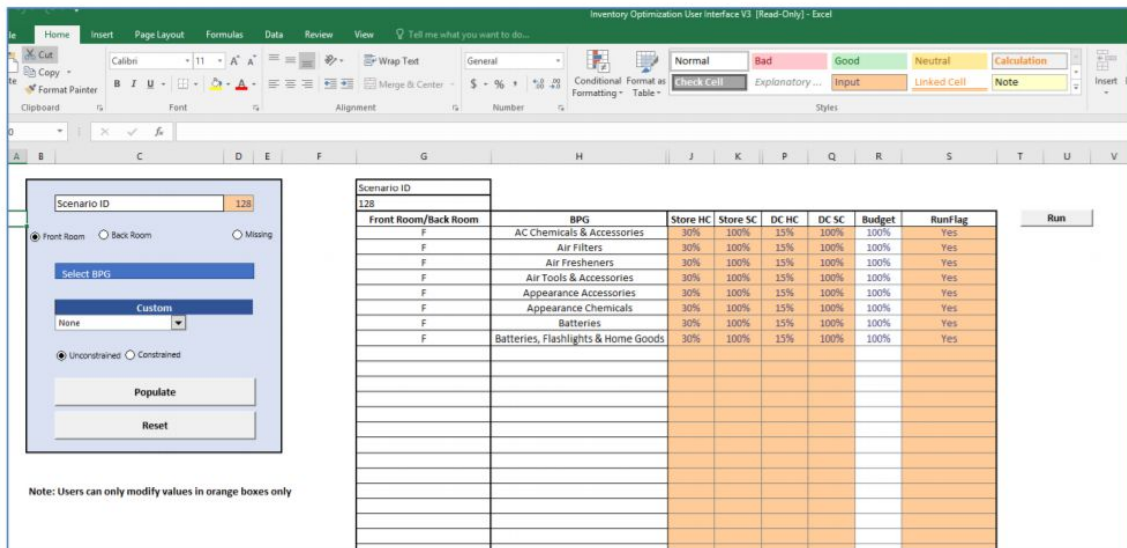 Inventory Optimization User Interface V3 [Read-Only] - Excel
Home Insert Page Layout Formulas Data Review View Tell me what you want to do...
Cut
Copy
Format Painter
Clipboard
Calibri 11 A A
B I U A
Font
Wrap Text
Merge & Center
Alignment
General
$ - % ,
Number
Conditional Formatting
Format as Table
Normal Bad Good Neutral Calculation
Check Cell Explanatory ... Input Linked Cell Note
Styles
Insert
fx
A B C D E F G H J K P Q R S T U V
Scenario ID 128
Front Room Back Room Missing
Select BPG
Custom
None
Unconstrained Constrained
Populate
Reset
Note: Users can only modify values in orange boxes only
Scenario ID
128
Front Room/Back Room BPG Store HC Store SC DC HC DC SC Budget RunFlag
F AC Chemicals & Accessories 30% 100% 15% 100% 100% Yes
F Air Filters 30% 100% 15% 100% 100% Yes
F Air Fresheners 30% 100% 15% 100% 100% Yes
F Air Tools & Accessories 30% 100% 15% 100% 100% Yes
F Appearance Accessories 30% 100% 15% 100% 100% Yes
F Appearance Chemicals 30% 100% 15% 100% 100% Yes
F Batteries 30% 100% 15% 100% 100% Yes
F Batteries, Flashlights & Home Goods 30% 100% 15% 100% 100% Yes
Run